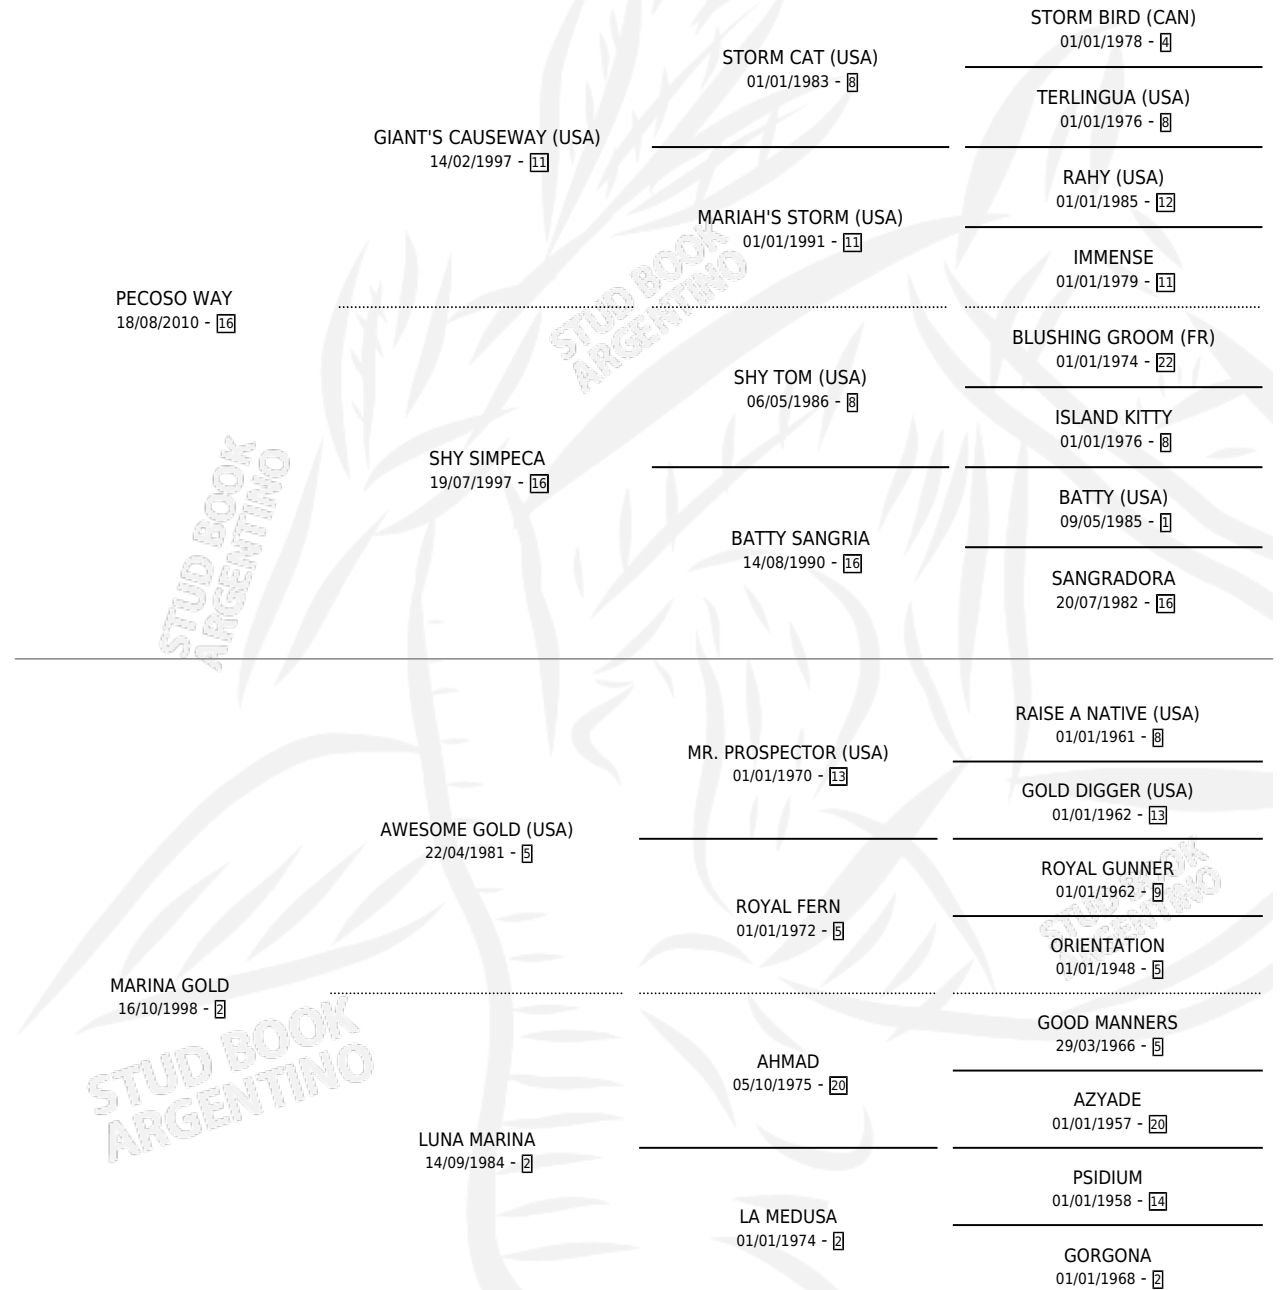 STORM BIRD (CAN)
01/01/1978 - 4
STORM CAT (USA)
01/01/1983 - 8
TERLINGUA (USA)
01/01/1976 - 8
GIANT'S CAUSEWAY (USA)
14/02/1997 - 11
RAHY (USA)
01/01/1985 - 12
MARIAH'S STORM (USA)
01/01/1991 - 11
IMMENSE
01/01/1979 - 11
PECOSO WAY
18/08/2010 - 16
BLUSHING GROOM (FR)
01/01/1974 - 22
SHY TOM (USA)
06/05/1986 - 8
ISLAND KITTY
01/01/1976 - 8
SHY SIMPECA
19/07/1997 - 16
BATTY (USA)
09/05/1985 - 1
BATTY SANGRIA
14/08/1990 - 16
SANGRADORA
20/07/1982 - 16
RAISE A NATIVE (USA)
01/01/1961 - 8
MR. PROSPECTOR (USA)
01/01/1970 - 13
GOLD DIGGER (USA)
01/01/1962 - 13
AWESOME GOLD (USA)
22/04/1981 - 5
ROYAL GUNNER
01/01/1962 - 9
ROYAL FERN
01/01/1972 - 5
ORIENTATION
01/01/1948 - 5
MARINA GOLD
16/10/1998 - 2
GOOD MANNERS
29/03/1966 - 5
AHMAD
05/10/1975 - 20
AZYADE
01/01/1957 - 20
LUNA MARINA
14/09/1984 - 2
PSIDIUM
01/01/1958 - 14
LA MEDUSA
01/01/1974 - 2
GORGONA
01/01/1968 - 2
STUD BOOK
ARGENTINO
STUD BOOK
ARGENTINO
STUD BOOK
ARGENTINO
STUD BOOK
ARGENTINO